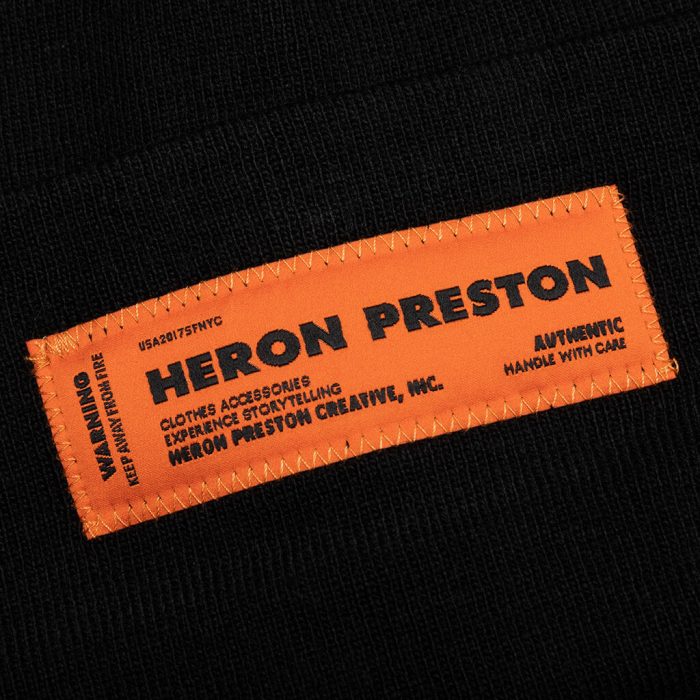 WARNING
KEEP AWAY FROM FIRE
USA20175FNYC
HERON PRESTON
CLOTHES ACCESSORIES
EXPERIENCE STORYTELLING
HERON PRESTON CREATIVE, INC.
AUTHENTIC
HANDLE WITH CARE